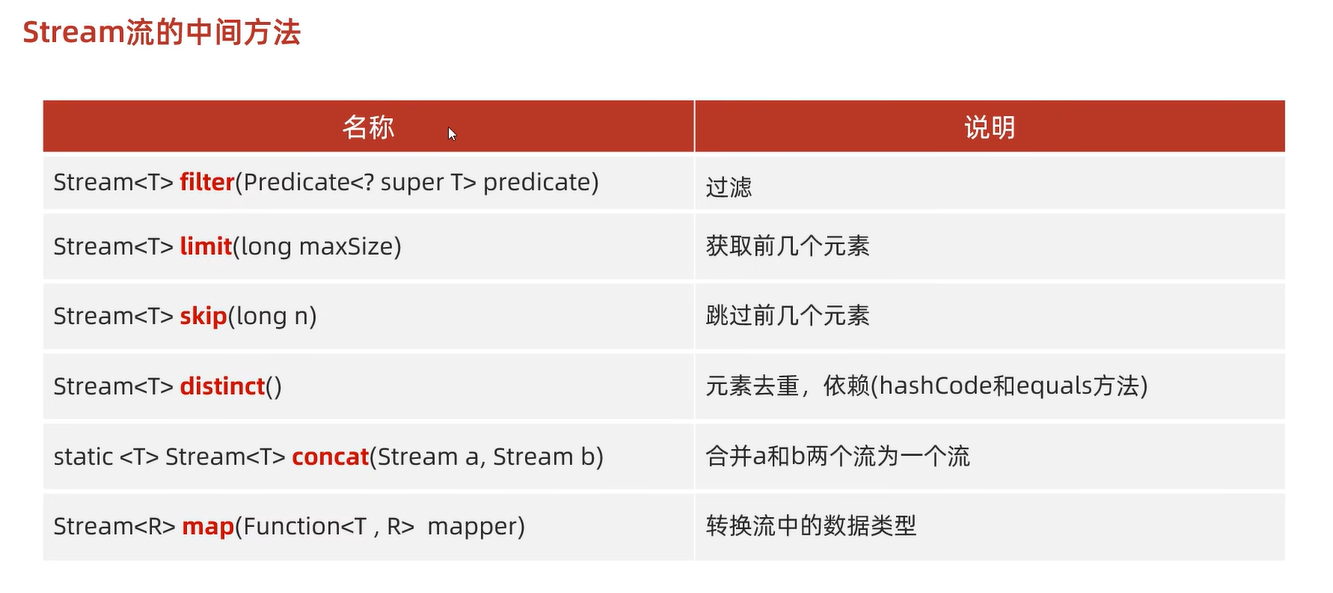 Stream流的中间方法
名称 说明
Stream<T> filter(Predicate<? super T> predicate) 过滤
Stream<T> limit(long maxSize) 获取前几个元素
Stream<T> skip(long n) 跳过前几个元素
Stream<T> distinct() 元素去重，依赖(hashCode和equals方法)
static <T> Stream<T> concat(Stream a, Stream b) 合并a和b两个流为一个流
Stream<R> map(Function<T , R>  mapper) 转换流中的数据类型